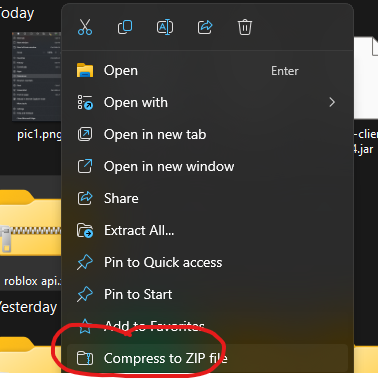 Today
Open
Enter
Open with
pic1.png
-clien
4.jar
Open in new tab
Open in new window
Share
Extract All...
Pin to Quick access
roblox api.
Pin to Start
Yesterday
Add to Favorites
Compress to ZIP file